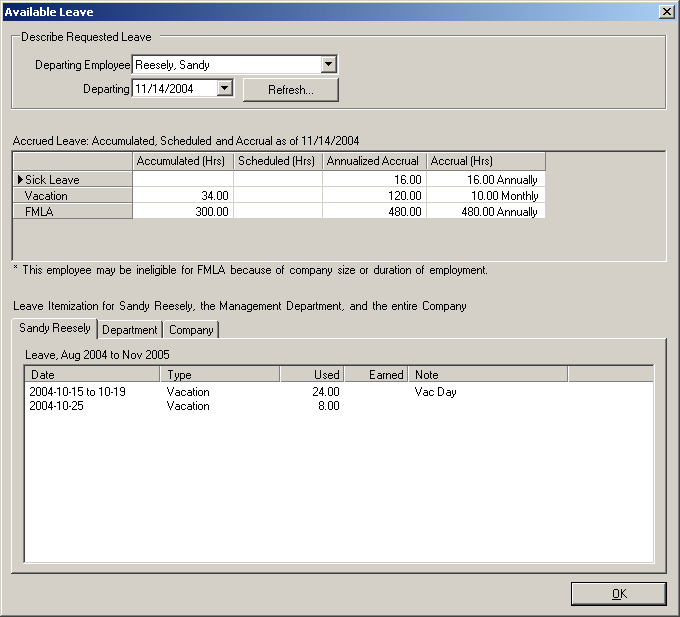 Available Leave
Describe Requested Leave
Departing Employee Reesely, Sandy
Departing 11/14/2004 Refresh...
Accrued Leave: Accumulated, Scheduled and Accrual as of 11/14/2004
Accumulated (Hrs) Scheduled (Hrs) Annualized Accrual Accrual (Hrs)
Sick Leave 16.00 16.00 Annually
Vacation 34.00 120.00 10.00 Monthly
FMLA 300.00 480.00 480.00 Annually
* This employee may be ineligible for FMLA because of company size or duration of employment.
Leave Itemization for Sandy Reesely, the Management Department, and the entire Company
Sandy Reesely Department Company
Leave, Aug 2004 to Nov 2005
Date Type Used Earned Note
2004-10-15 to 10-19 Vacation 24.00 Vac Day
2004-10-25 Vacation 8.00
OK